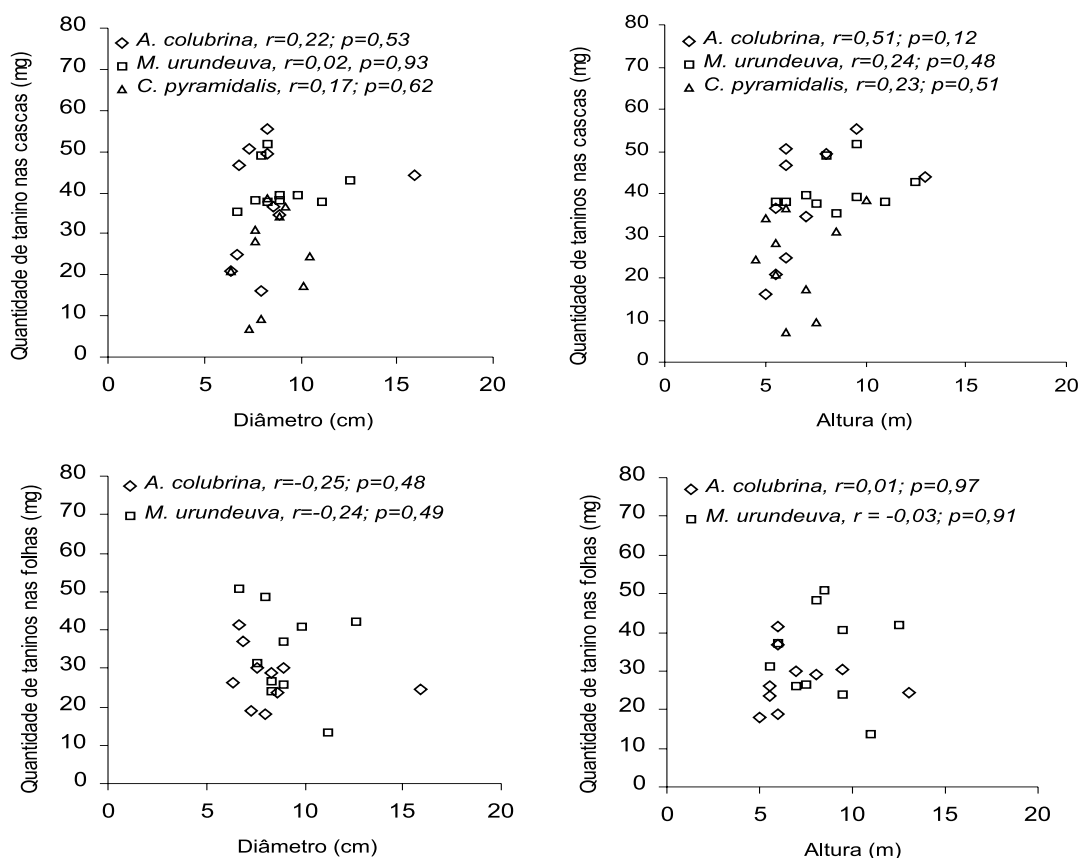 Quantidade de tanino nas cascas (mg)
80
70
60
50
40
30
20
10
0
A. colubrina, r=0,22; p=0,53
M. urundeuva, r=0,02, p=0,93
C. pyramidalis, r=0,17; p=0,62
0 5 10 15 20
Diâmetro (cm)
Quantidade de taninos nas cascas (mg)
80
70
60
50
40
30
20
10
0
A. colubrina, r=0,51; p=0,12
M. urundeuva, r=0,24; p=0,48
C. pyramidalis, r=0,23; p=0,51
0 5 10 15 20
Altura (m)
Quantidade de taninos nas folhas (mg)
80
70
60
50
40
30
20
10
0
A. colubrina, r=-0,25; p=0,48
M. urundeuva, r=-0,24; p=0,49
0 5 10 15 20
Diâmetro (cm)
Quantidade de tanino nas folhas (mg)
80
70
60
50
40
30
20
10
0
A. colubrina, r=0,01; p=0,97
M. urundeuva, r = -0,03; p=0,91
0 5 10 15 20
Altura (m)